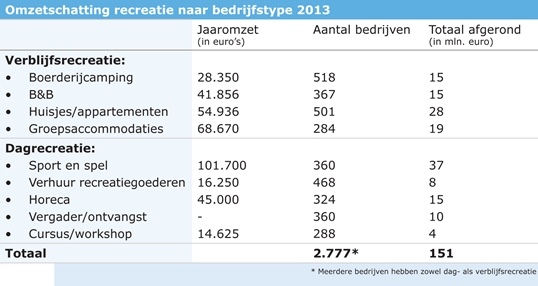 Omzetschatting recreatie naar bedrijfstype 2013
Jaaromzet Aantal bedrijven Totaal afgerond
(in euro's) (in mln. euro)
Verblijfsrecreatie:
• Boerderijcamping 28.350 518 15
• B&B 41.856 367 15
• Huisjes/appartementen 54.936 501 28
• Groepsaccommodaties 68.670 284 19
Dagrecreatie:
• Sport en spel 101.700 360 37
• Verhuur recreatiegoederen 16.250 468 8
• Horeca 45.000 324 15
• Vergader/ontvangst - 360 10
• Cursus/workshop 14.625 288 4
Totaal 2.777* 151
* Meerdere bedrijven hebben zowel dag- als verblijfsrecreatie